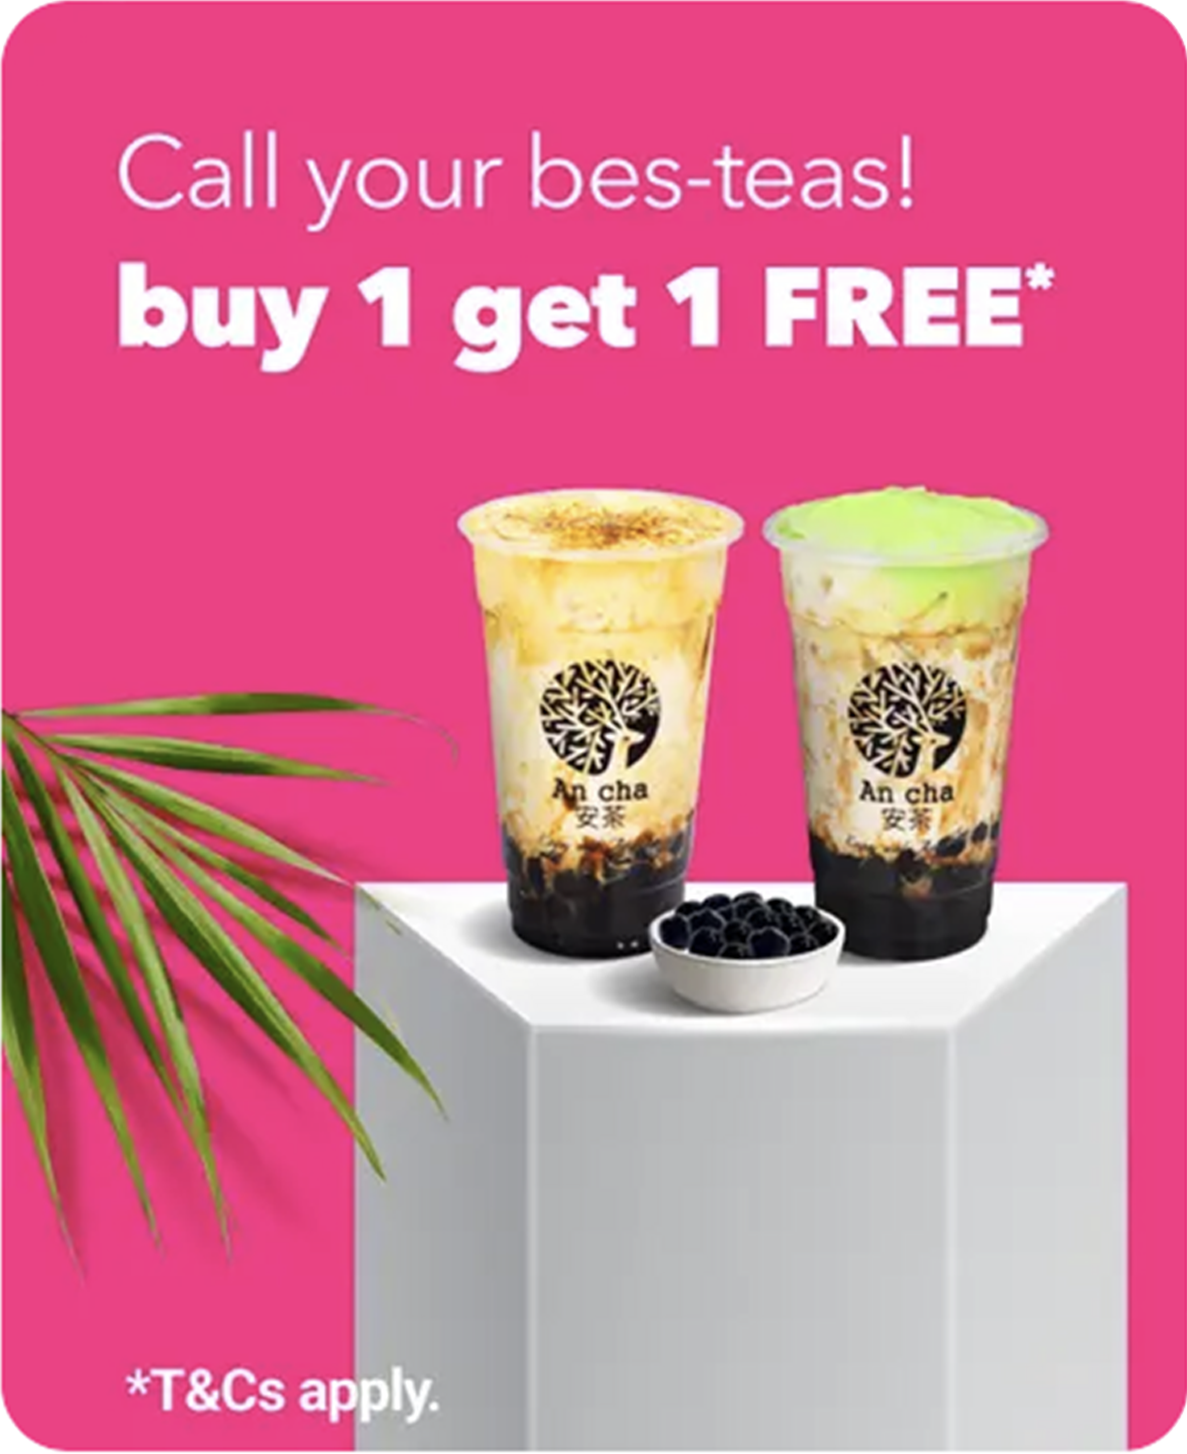 Call your bes-teas!
buy 1 get 1 FREE*
An cha
安茶
An cha
安茶
*T&Cs apply.